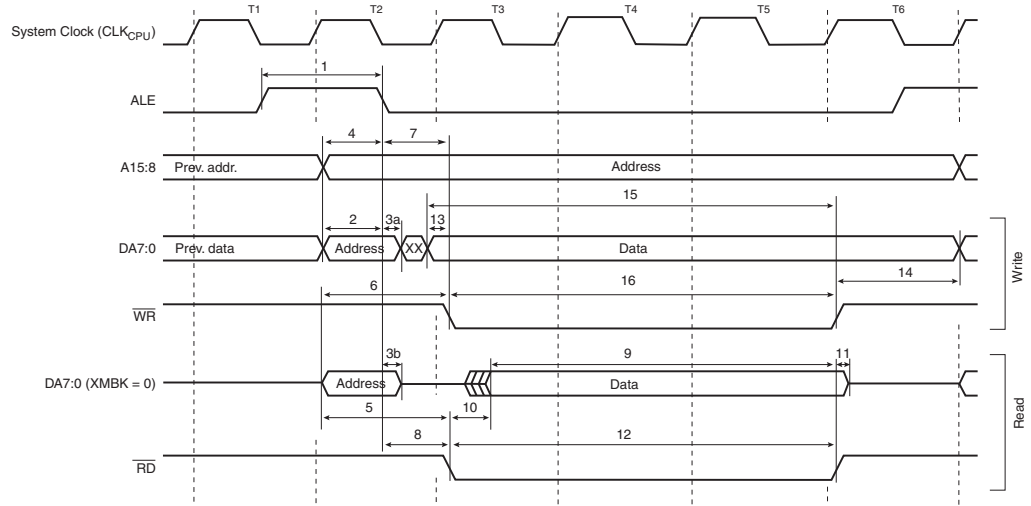 T1 T2 T3 T4 T5 T6
System Clock (CLKCPU)
1
ALE
4 7
A15:8 Prev. addr. Address
15
2 3a 13
DA7:0 Prev. data Address XX Data
14
6 16
WR
Write
3b 9 11
DA7:0 (XMBK = 0) Address Data
5 10
8 12
RD
Read